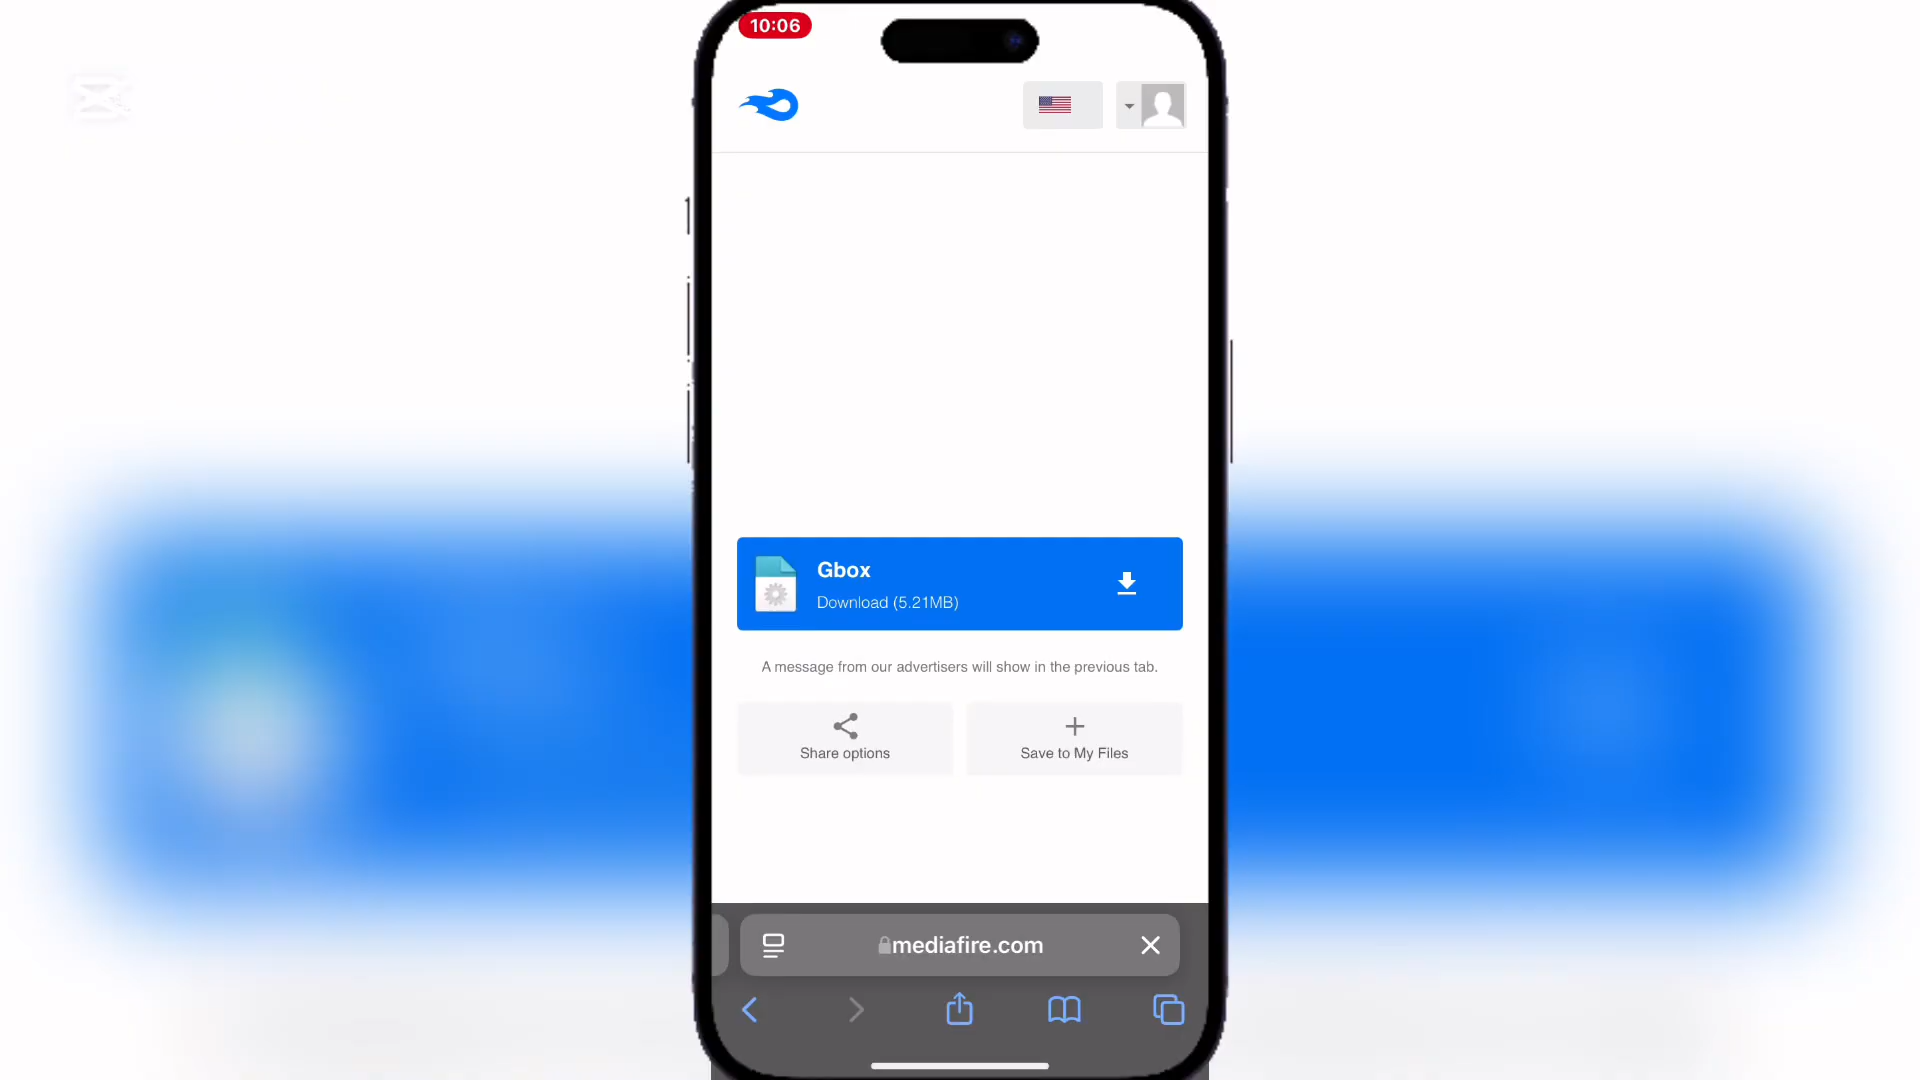 10:06
Gbox
Download (5.21MB)
A message from our advertisers will show in the previous tab.
Share options
Save to My Files
mediafire.com